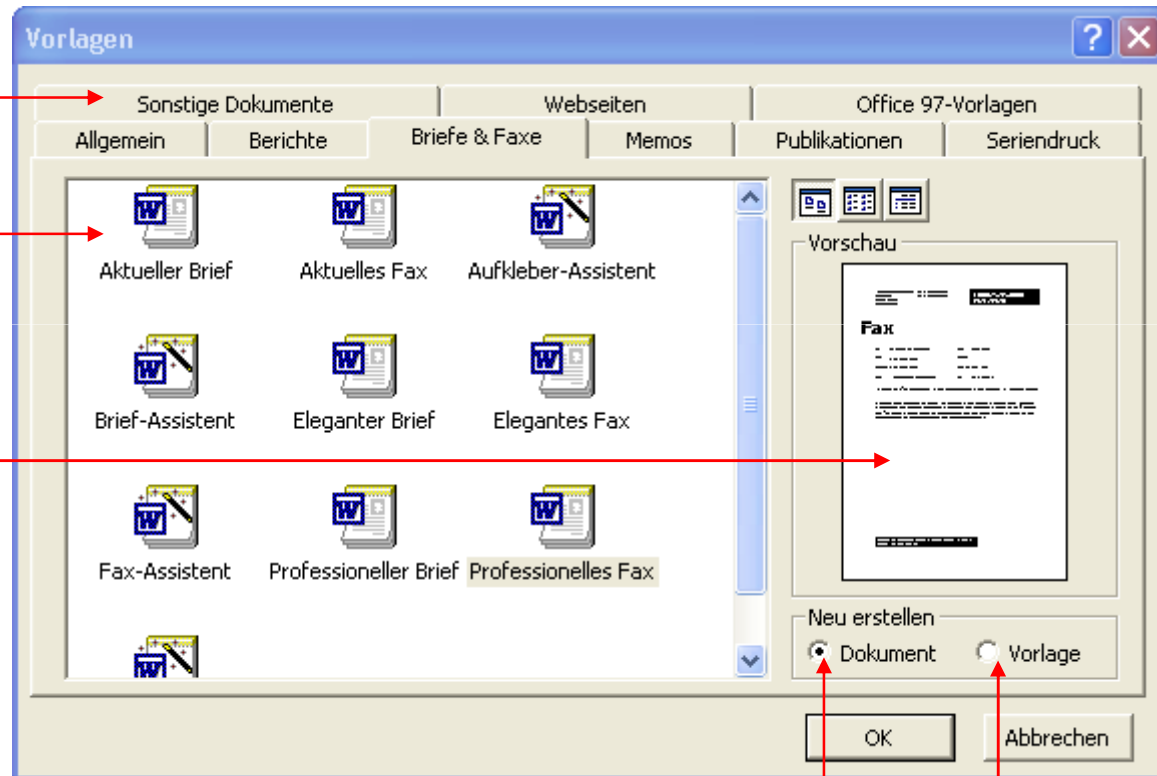 Vorlagen
Sonstige Dokumente Webseiten Office 97-Vorlagen
Allgemein Berichte Briefe & Faxe Memos Publikationen Seriendruck
Aktueller Brief Aktuelles Fax Aufkleber-Assistent
Brief-Assistent Eleganter Brief Elegantes Fax
Fax-Assistent Professioneller Brief Professionelles Fax
Vorschau
Fax
Neu erstellen
Dokument Vorlage
OK Abbrechen